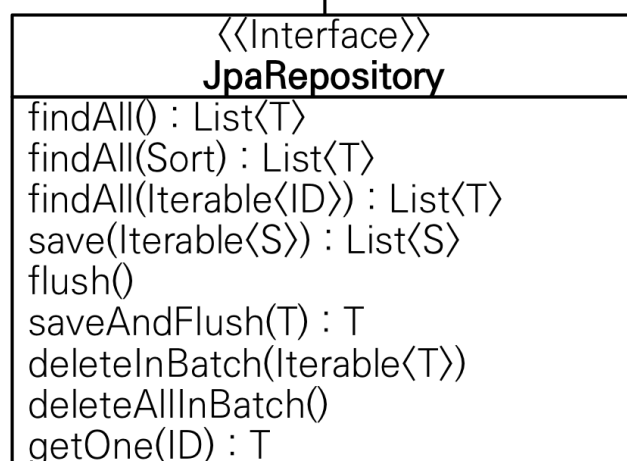 〈〈Interface〉〉
JpaRepository
findAll() : List〈T〉
findAll(Sort) : List〈T〉
findAll(Iterable〈ID〉) : List〈T〉
save(Iterable〈S〉) : List〈S〉
flush()
saveAndFlush(T) : T
deleteInBatch(Iterable〈T〉)
deleteAllInBatch()
getOne(ID) : T